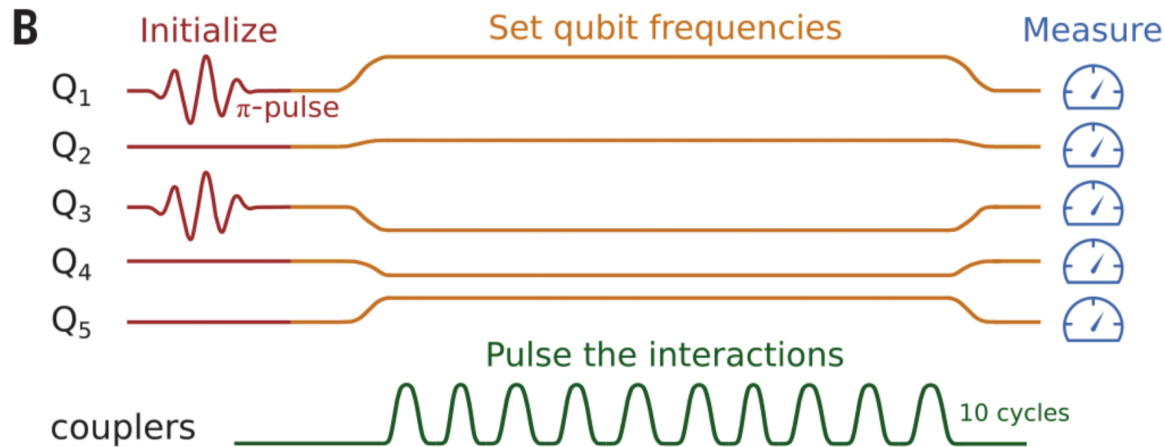 B
Initialize
Set qubit frequencies
Measure
Q1
π-pulse
Q2
Q3
Q4
Q5
Pulse the interactions
couplers
10 cycles